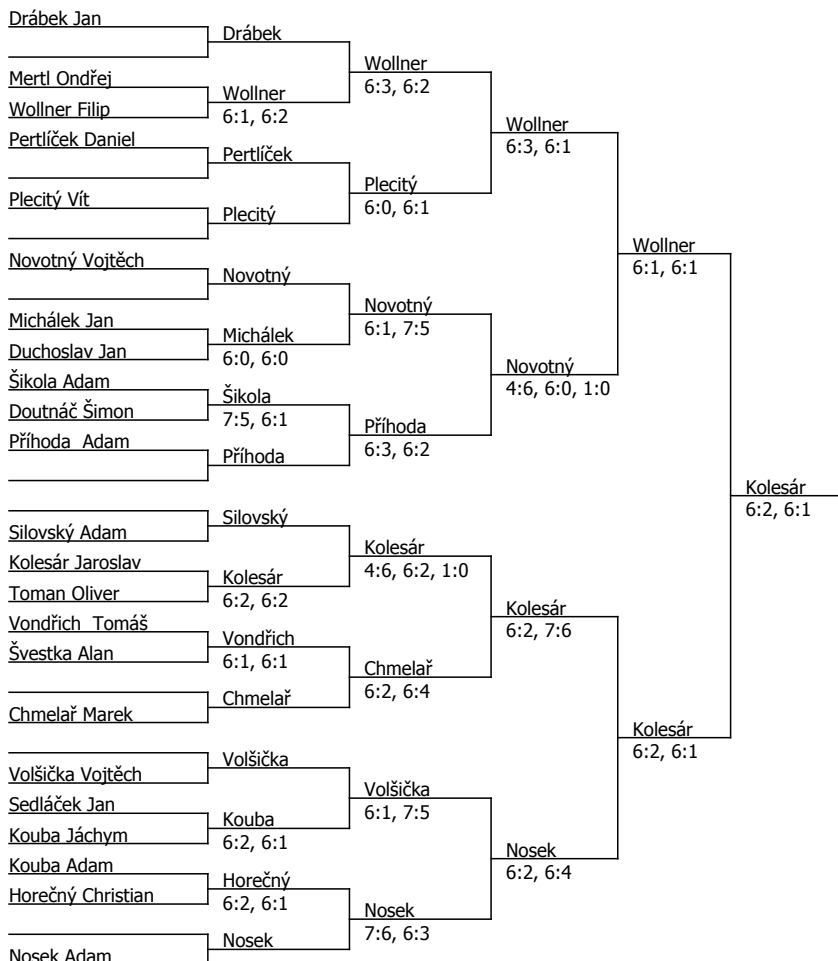 Drábek Jan
Drábek
Mertl Ondřej
Wollner
6:3, 6:2
Wollner Filip
Wollner
6:1, 6:2
Pertlíček Daniel
Pertlíček
Wollner
6:3, 6:1
Plecitý Vít
Plecitý
Plecitý
6:0, 6:1
Novotný Vojtěch
Novotný
Wollner
6:1, 6:1
Michálek Jan
Novotný
6:1, 7:5
Duchoslav Jan
Michálek
6:0, 6:0
Šikola Adam
Šikola
7:5, 6:1
Novotný
4:6, 6:0, 1:0
Doutnáč Šimon
Příhoda Adam
Příhoda
Příhoda
6:3, 6:2
Kolesár
6:2, 6:1
Silovský Adam
Silovský
Kolesár Jaroslav
Kolesár
4:6, 6:2, 1:0
Toman Oliver
Kolesár
6:2, 6:2
Vondřich Tomáš
Vondřich
6:1, 6:1
Kolesár
6:2, 7:6
Švestka Alan
Chmelař
Chmelař
6:2, 6:4
Chmelař Marek
Kolesár
6:2, 6:1
Volšička
Volšička Vojtěch
Sedláček Jan
Volšička
6:1, 7:5
Kouba Jáchym
Kouba
6:2, 6:1
Kouba Adam
Horečný
6:2, 6:1
Nosek
6:2, 6:4
Horečný Christian
Nosek
Nosek
7:6, 6:3
Nosek Adam